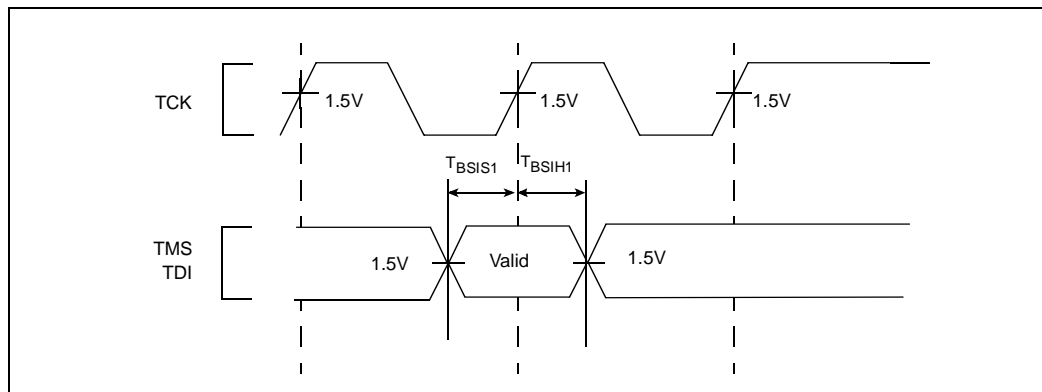 TCK
1.5V
1.5V
1.5V
TBSIS1
TBSIH1
TMS
TDI
1.5V
Valid
1.5V